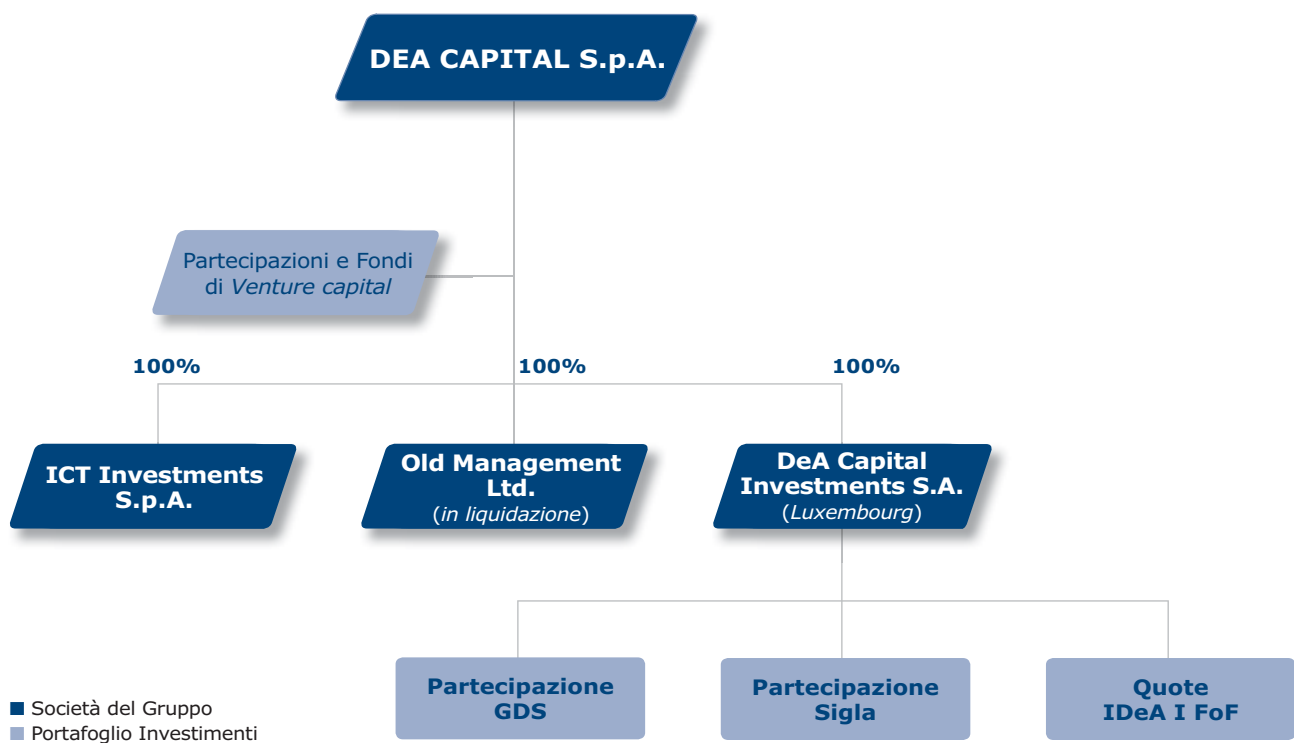 DEA CAPITAL S.p.A.
Partecipazioni e Fondi
di Venture capital
100%
100%
100%
ICT Investments
S.p.A.
Old Management
Ltd.
(in liquidazione)
DeA Capital
Investments S.A.
(Luxembourg)
Partecipazione
GDS
Partecipazione
Sigla
Quote
IDeA I FoF
Società del Gruppo
Portafoglio Investimenti